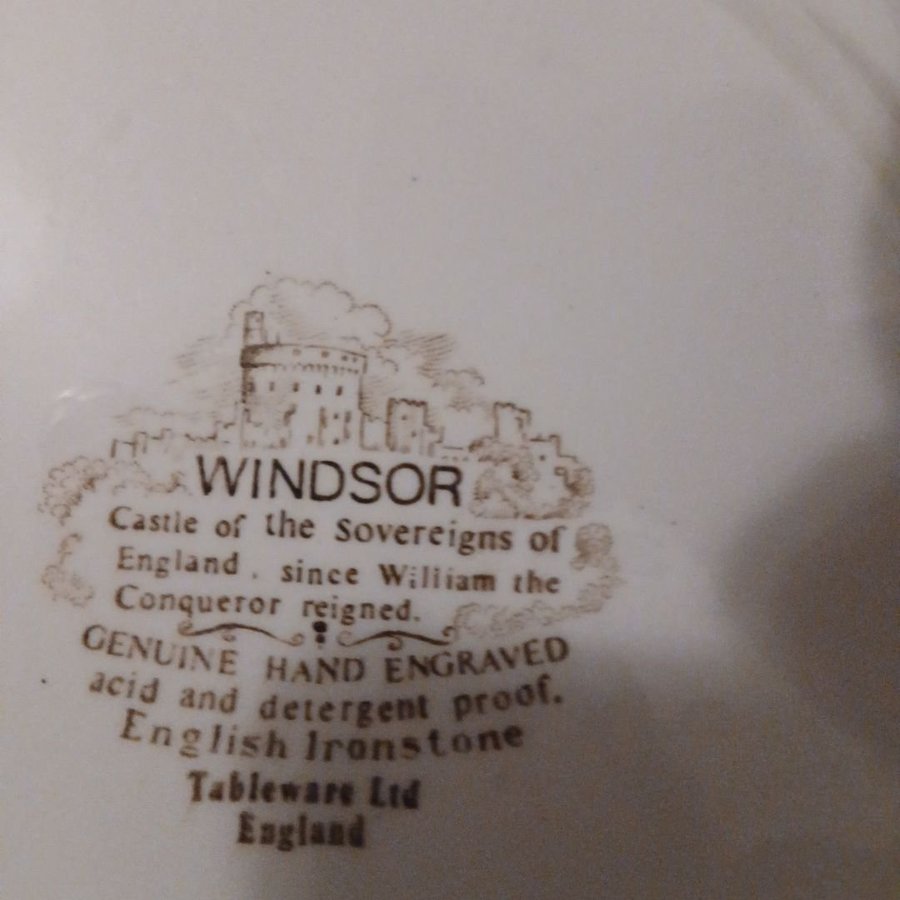 WINDSOR
Castle of the Sovereigns of
England . since William the
Conqueror reigned.
GENUINE HAND ENGRAVED
acid and detergent proof.
English Ironstone
Tableware Ltd
England